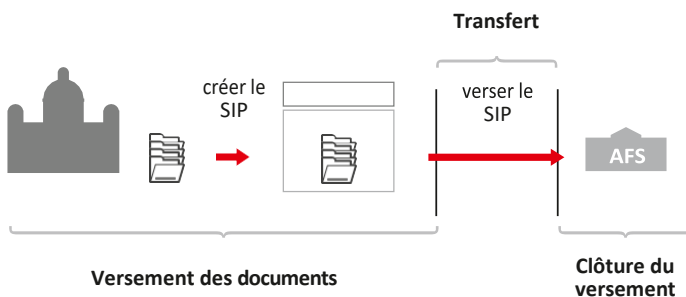 Transfert
créer le
SIP
verser le
SIP
AFS
Versement des documents
Clôture du
versement